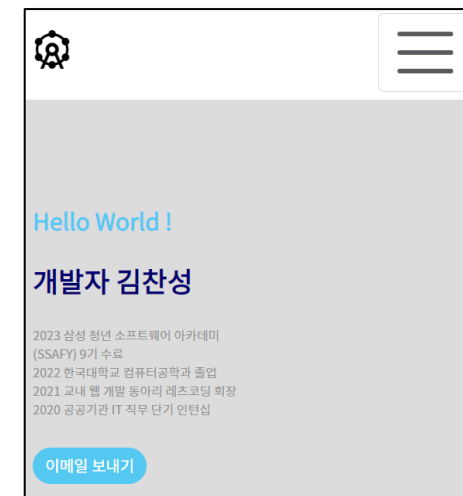 Hello World !
개발자 김찬성
2023 삼성 청년 소프트웨어 아카데미
(SSAFY) 9기 수료
2022 한국대학교 컴퓨터공학과 졸업
2021 교내 웹 개발 동아리 레츠코딩 회장
2020 공공기관 IT 직무 단기 인턴십
이메일 보내기